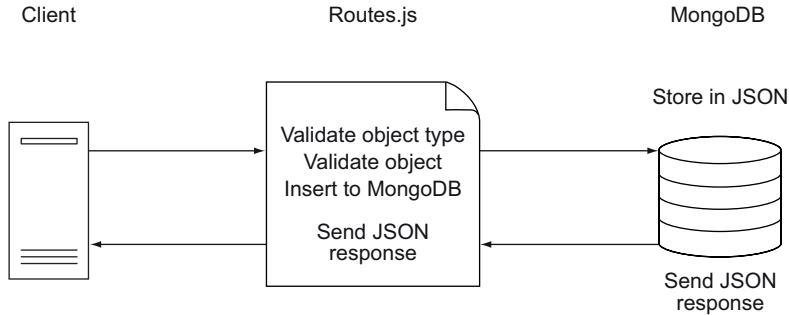 Client
Routes.js
MongoDB
Store in JSON
Validate object type
Validate object
Insert to MongoDB
Send JSON
response
Send JSON
response